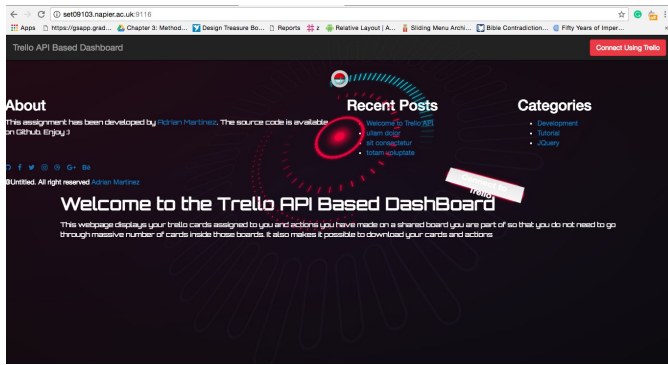 set09103.napier.ac.uk:9116
Apps https://gsapp.grad... Chapter 3: Method... Design Treasure Bo... Reports z Relative Layout | A... Sliding Menu Archi... Bible Contradiction... Fifty Years of Imper...
Trello API Based Dashboard Connect Using Trello
About
This assignment has been developed by Adrian Martinez. The source code is available
on Github. Enjoy :)
Recent Posts
Welcome to Trello API
ullam dolor
sit consectetur
totam voluptate
Categories
Development
Tutorial
JQuery
G+ Bē
Untitled. All right reserved Adrian Martinez
Trello
Welcome to the Trello API Based DashBoard
This webpage displays your trello cards assigned to you and actions you have made on a shared board you are part of so that you do not need to go
through massive number of cards inside those boards. It also makes it possible to download your cards and actions